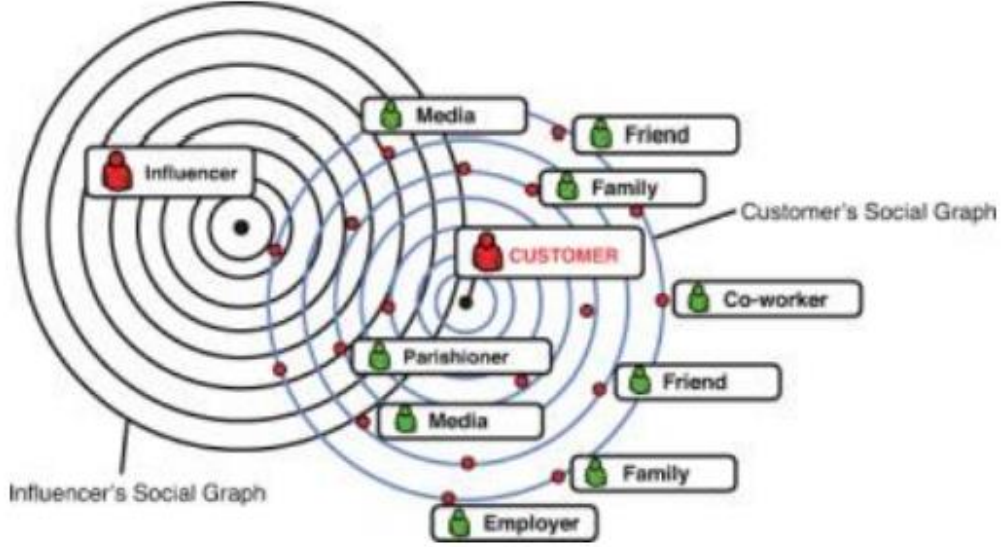 Media
Friend
Influencer
Family
Customer's Social Graph
CUSTOMER
Co-worker
Parishioner
Friend
Media
Family
Influencer's Social Graph
Employer